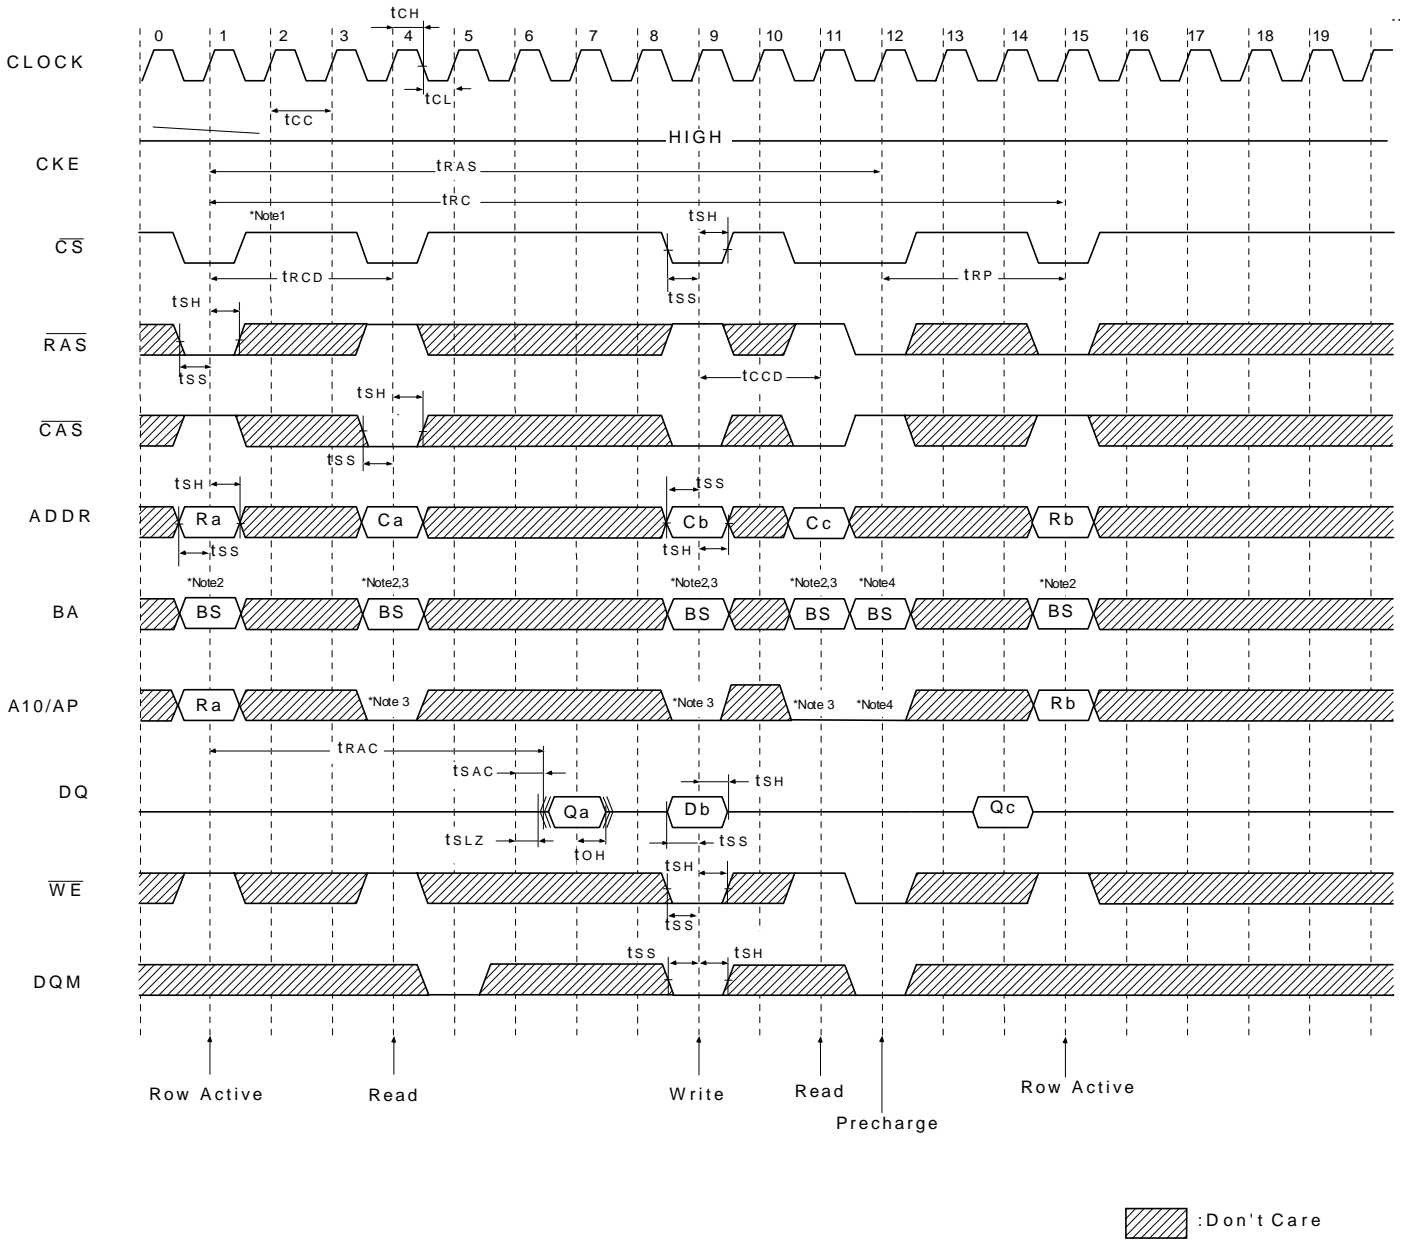 tCH
0 1 2 3 4 5 6 7 8 9 10 11 12 13 14 15 16 17 18 19
CLOCK
tCL
tCC
HIGH
CKE
tRAS
tRC
*Note1
tSH
CS
tRCD
tRP
tSS
tSH
RAS
tSS
tCCD
tSH
CAS
tSS
tSH
tSS
ADDR
Ra Ca Cb Cc Rb
tSS
tSH
*Note2 *Note2,3 *Note2,3 *Note2,3 *Note4 *Note2
BA
BS BS BS BS BS BS
A10/AP
Ra *Note 3 *Note 3 *Note 3 *Note4 Rb
tRAC
tSAC
tSH
DQ
Qa Db Qc
tSLZ
tSS
tOH
tSH
WE
tSS
tSS
tSH
DQM
Row Active Read Write Read Row Active
Precharge
:Don't Care